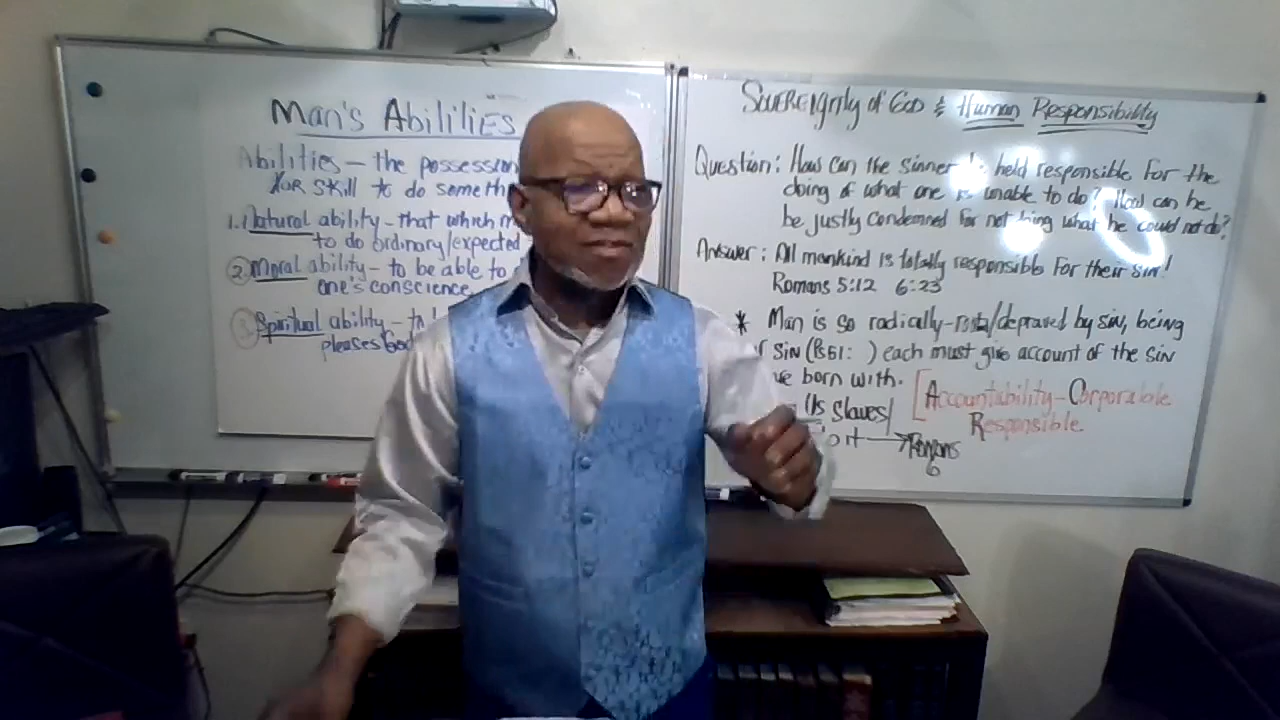 Man's Abilities
Abilities – the possession
/or skill to do someth
1. Natural ability – that which m
to do ordinary/expected
2 Moral ability – to be able to
one's conscience
3 Spiritual ability – to
pleases God
Sovereignty of God & Human Responsibility
Question: How can the sinner held responsible for the
doing of what one is unable to do? How can he
be justly condemned for not doing what he could not do?
Answer: All mankind is totally responsible for their sin!
Romans 5:12 6:23
* Man is so radically- /depraved by sin, being
of sin (Ps 51: ) each must give account of the sin
born with.
Slaves/
→ Romans
6
[Accountability - Corporable
Responsible